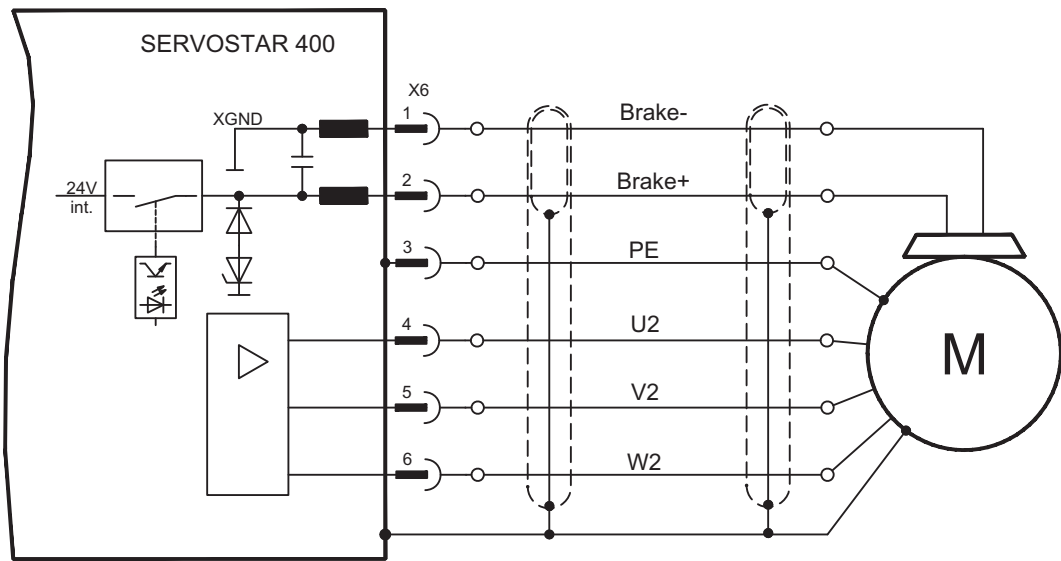 SERVOSTAR 400
X6
XGND
1
Brake-
24V
int.
2
Brake+
3
PE
4
U2
5
V2
6
W2
M